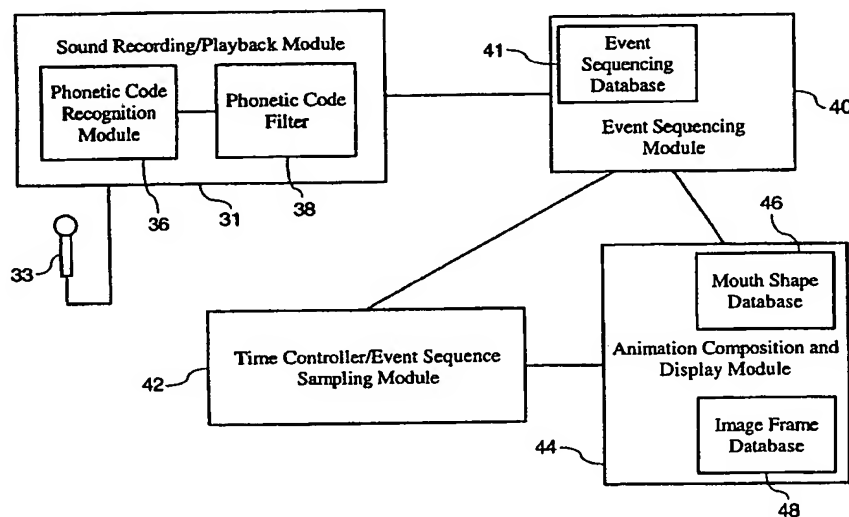 Sound Recording/Playback Module
Phonetic Code
Recognition
Module
Phonetic Code
Filter
36
38
31
33
41
Event
Sequencing
Database
Event Sequencing
Module
40
46
Mouth Shape
Database
Animation Composition and
Display Module
Image Frame
Database
44
48
42
Time Controller/Event Sequence
Sampling Module